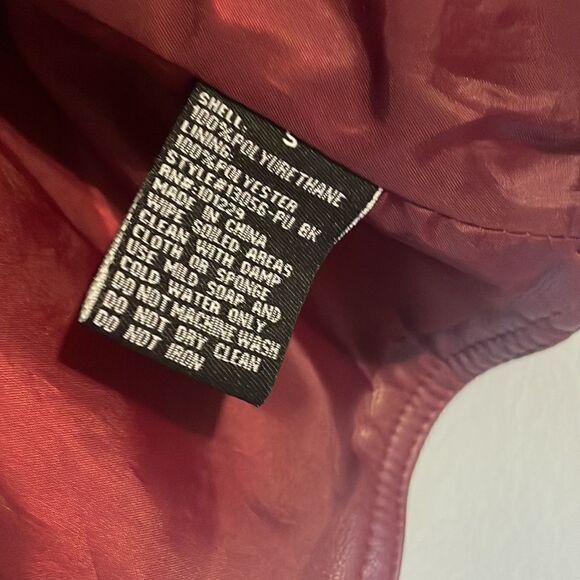 S
SHELL:
100%POLYURETHANE
LINING:
100%POLYESTER
STYLE#13056-PU BK
RN#:101229
MADE IN CHINA
WIPE SOILED AREAS
CLEAN WITH DAMP
CLOTH OR SPONGE
USE MILD SOAP AND
COLD WATER ONLY
DO NOT MACHINE WASH
DO NOT DRY CLEAN
DO NOT IRON